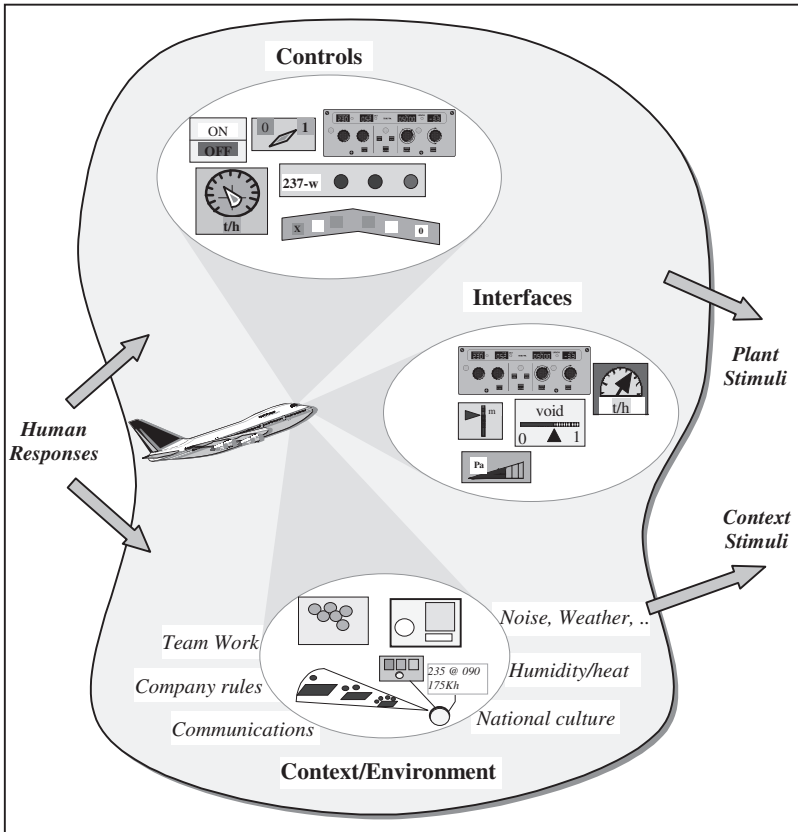 Controls
ON
OFF
0 1
237-w
t/h
X
0
Interfaces
Plant
Stimuli
t/h
m
void
0 1
Pa
Human
Responses
Context
Stimuli
Noise, Weather, ..
Team Work
235 @ 090
175Kh
Humidity/heat
Company rules
National culture
Communications
Context/Environment